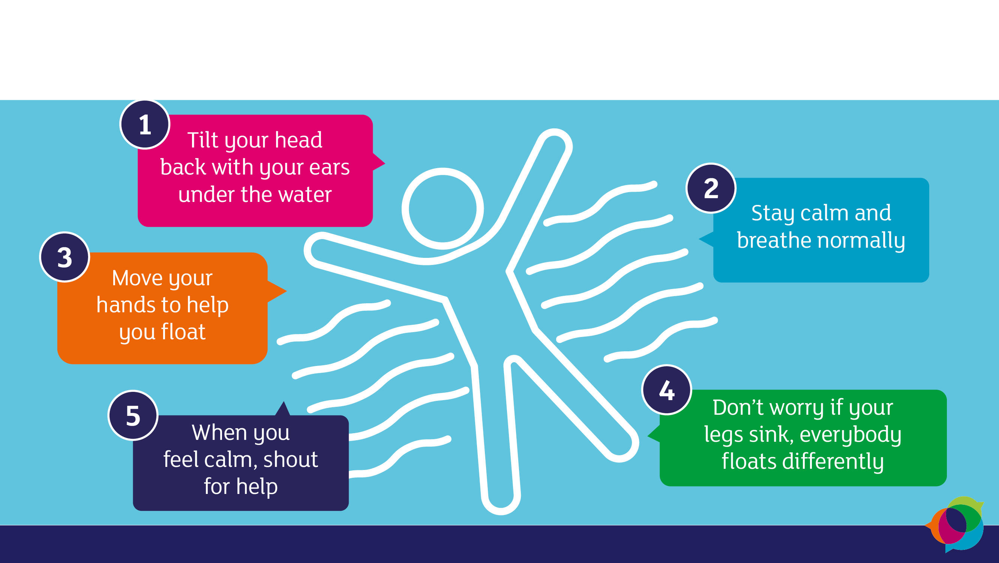 1
Tilt your head
back with your ears
under the water
2
Stay calm and
breathe normally
3
Move your
hands to help
you float
4
Don’t worry if your
legs sink, everybody
floats differently
5
When you
feel calm, shout
for help